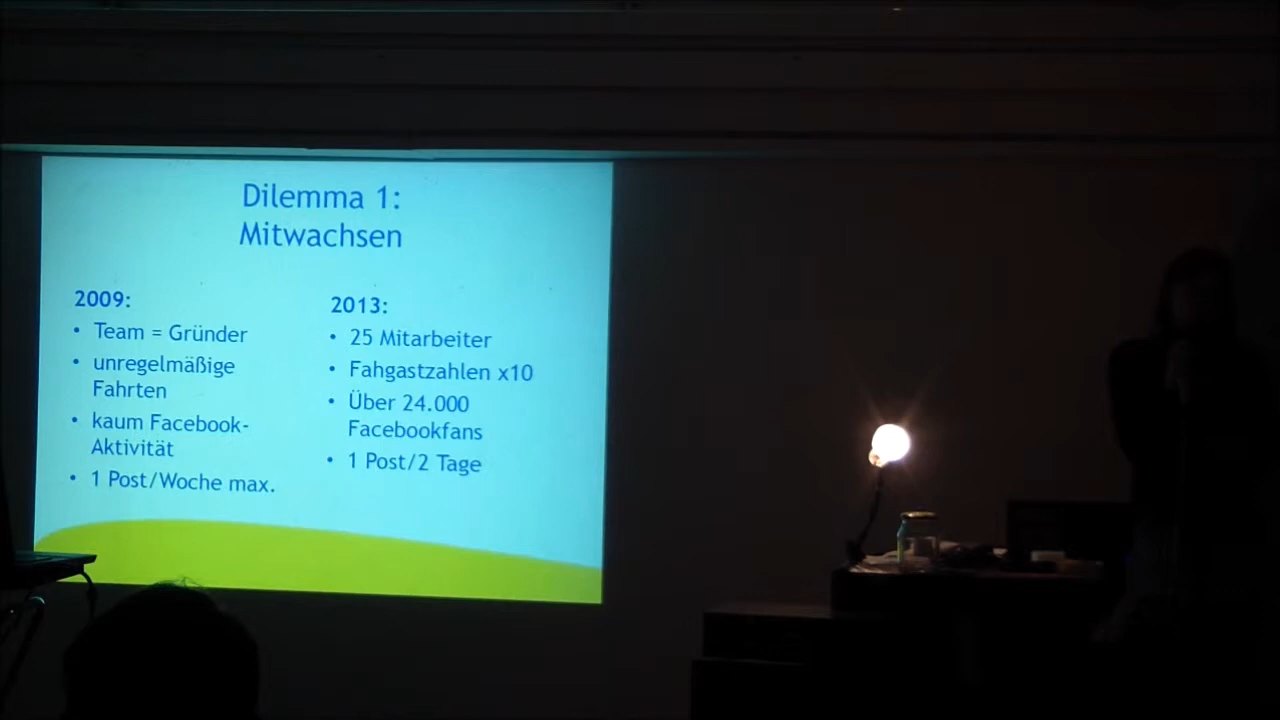 Dilemma 1:
Mitwachsen
2009:
• Team = Gründer
• unregelmäßige
Fahrten
• kaum Facebook-
Aktivität
• 1 Post/Woche max.
2013:
• 25 Mitarbeiter
• Fahgastzahlen x10
• Über 24.000
Facebookfans
• 1 Post/2 Tage